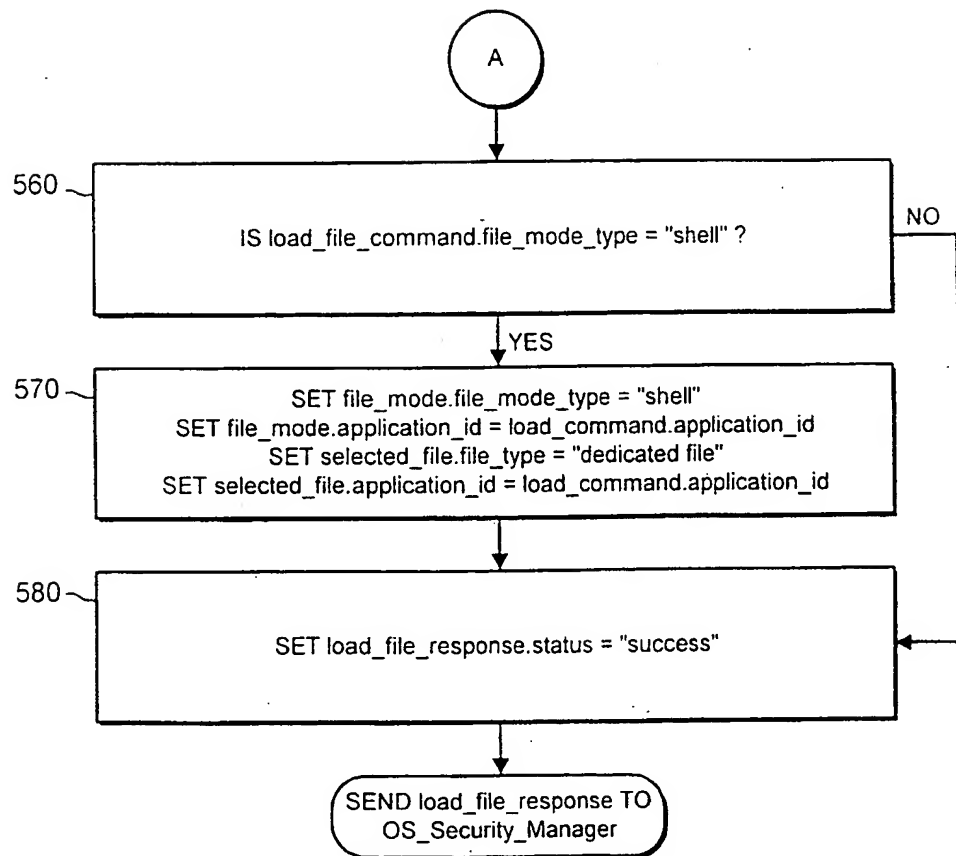 A
560
IS load_file_command.file_mode_type = "shell" ?
NO
YES
570
SET file_mode.file_mode_type = "shell"
SET file_mode.application_id = load_command.application_id
SET selected_file.file_type = "dedicated file"
SET selected_file.application_id = load_command.application_id
580
SET load_file_response.status = "success"
SEND load_file_response TO
OS_Security_Manager